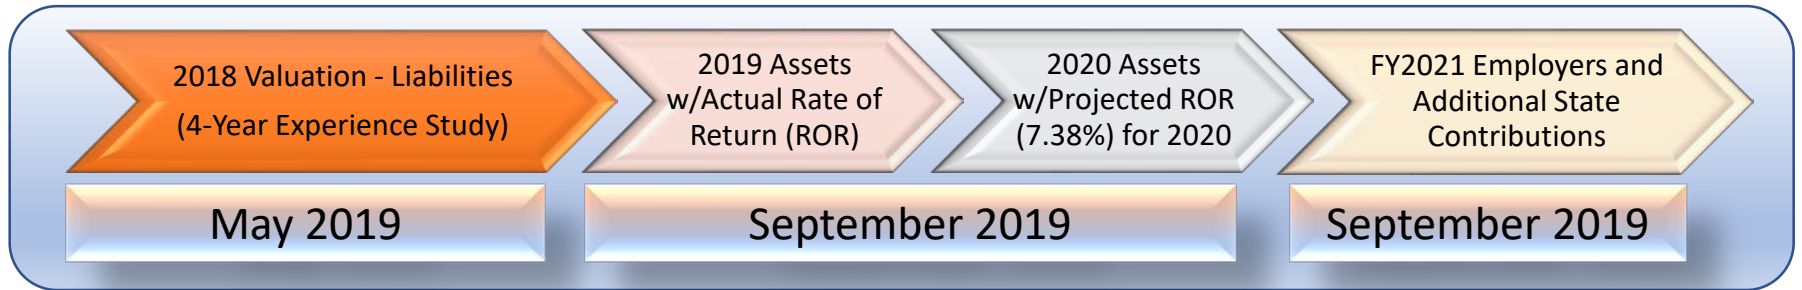 2018 Valuation - Liabilities
(4-Year Experience Study)
2019 Assets
w/Actual Rate of
Return (ROR)
2020 Assets
w/Projected ROR
(7.38%) for 2020
FY2021 Employers and
Additional State
Contributions
May 2019
September 2019
September 2019